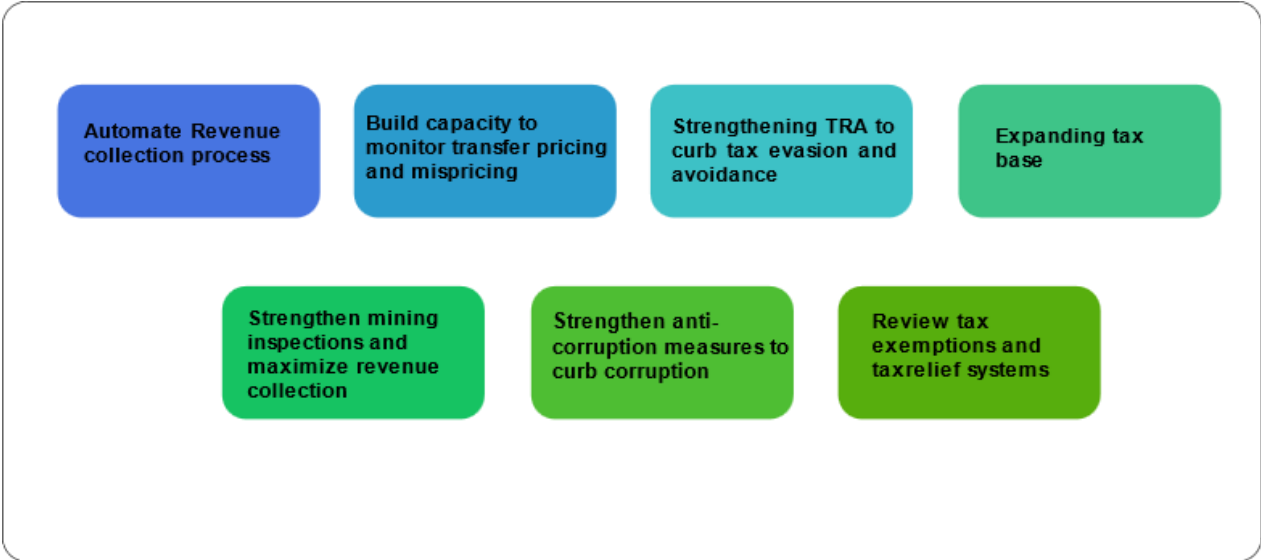 Automate Revenue
collection process
Build capacity to
monitor transfer pricing
and mispricing
Strengthening TRA to
curb tax evasion and
avoidance
Expanding tax
base
Strengthen mining
inspections and
maximize revenue
collection
Strengthen anti-
corruption measures to
curb corruption
Review tax
exemptions and
taxrelief systems